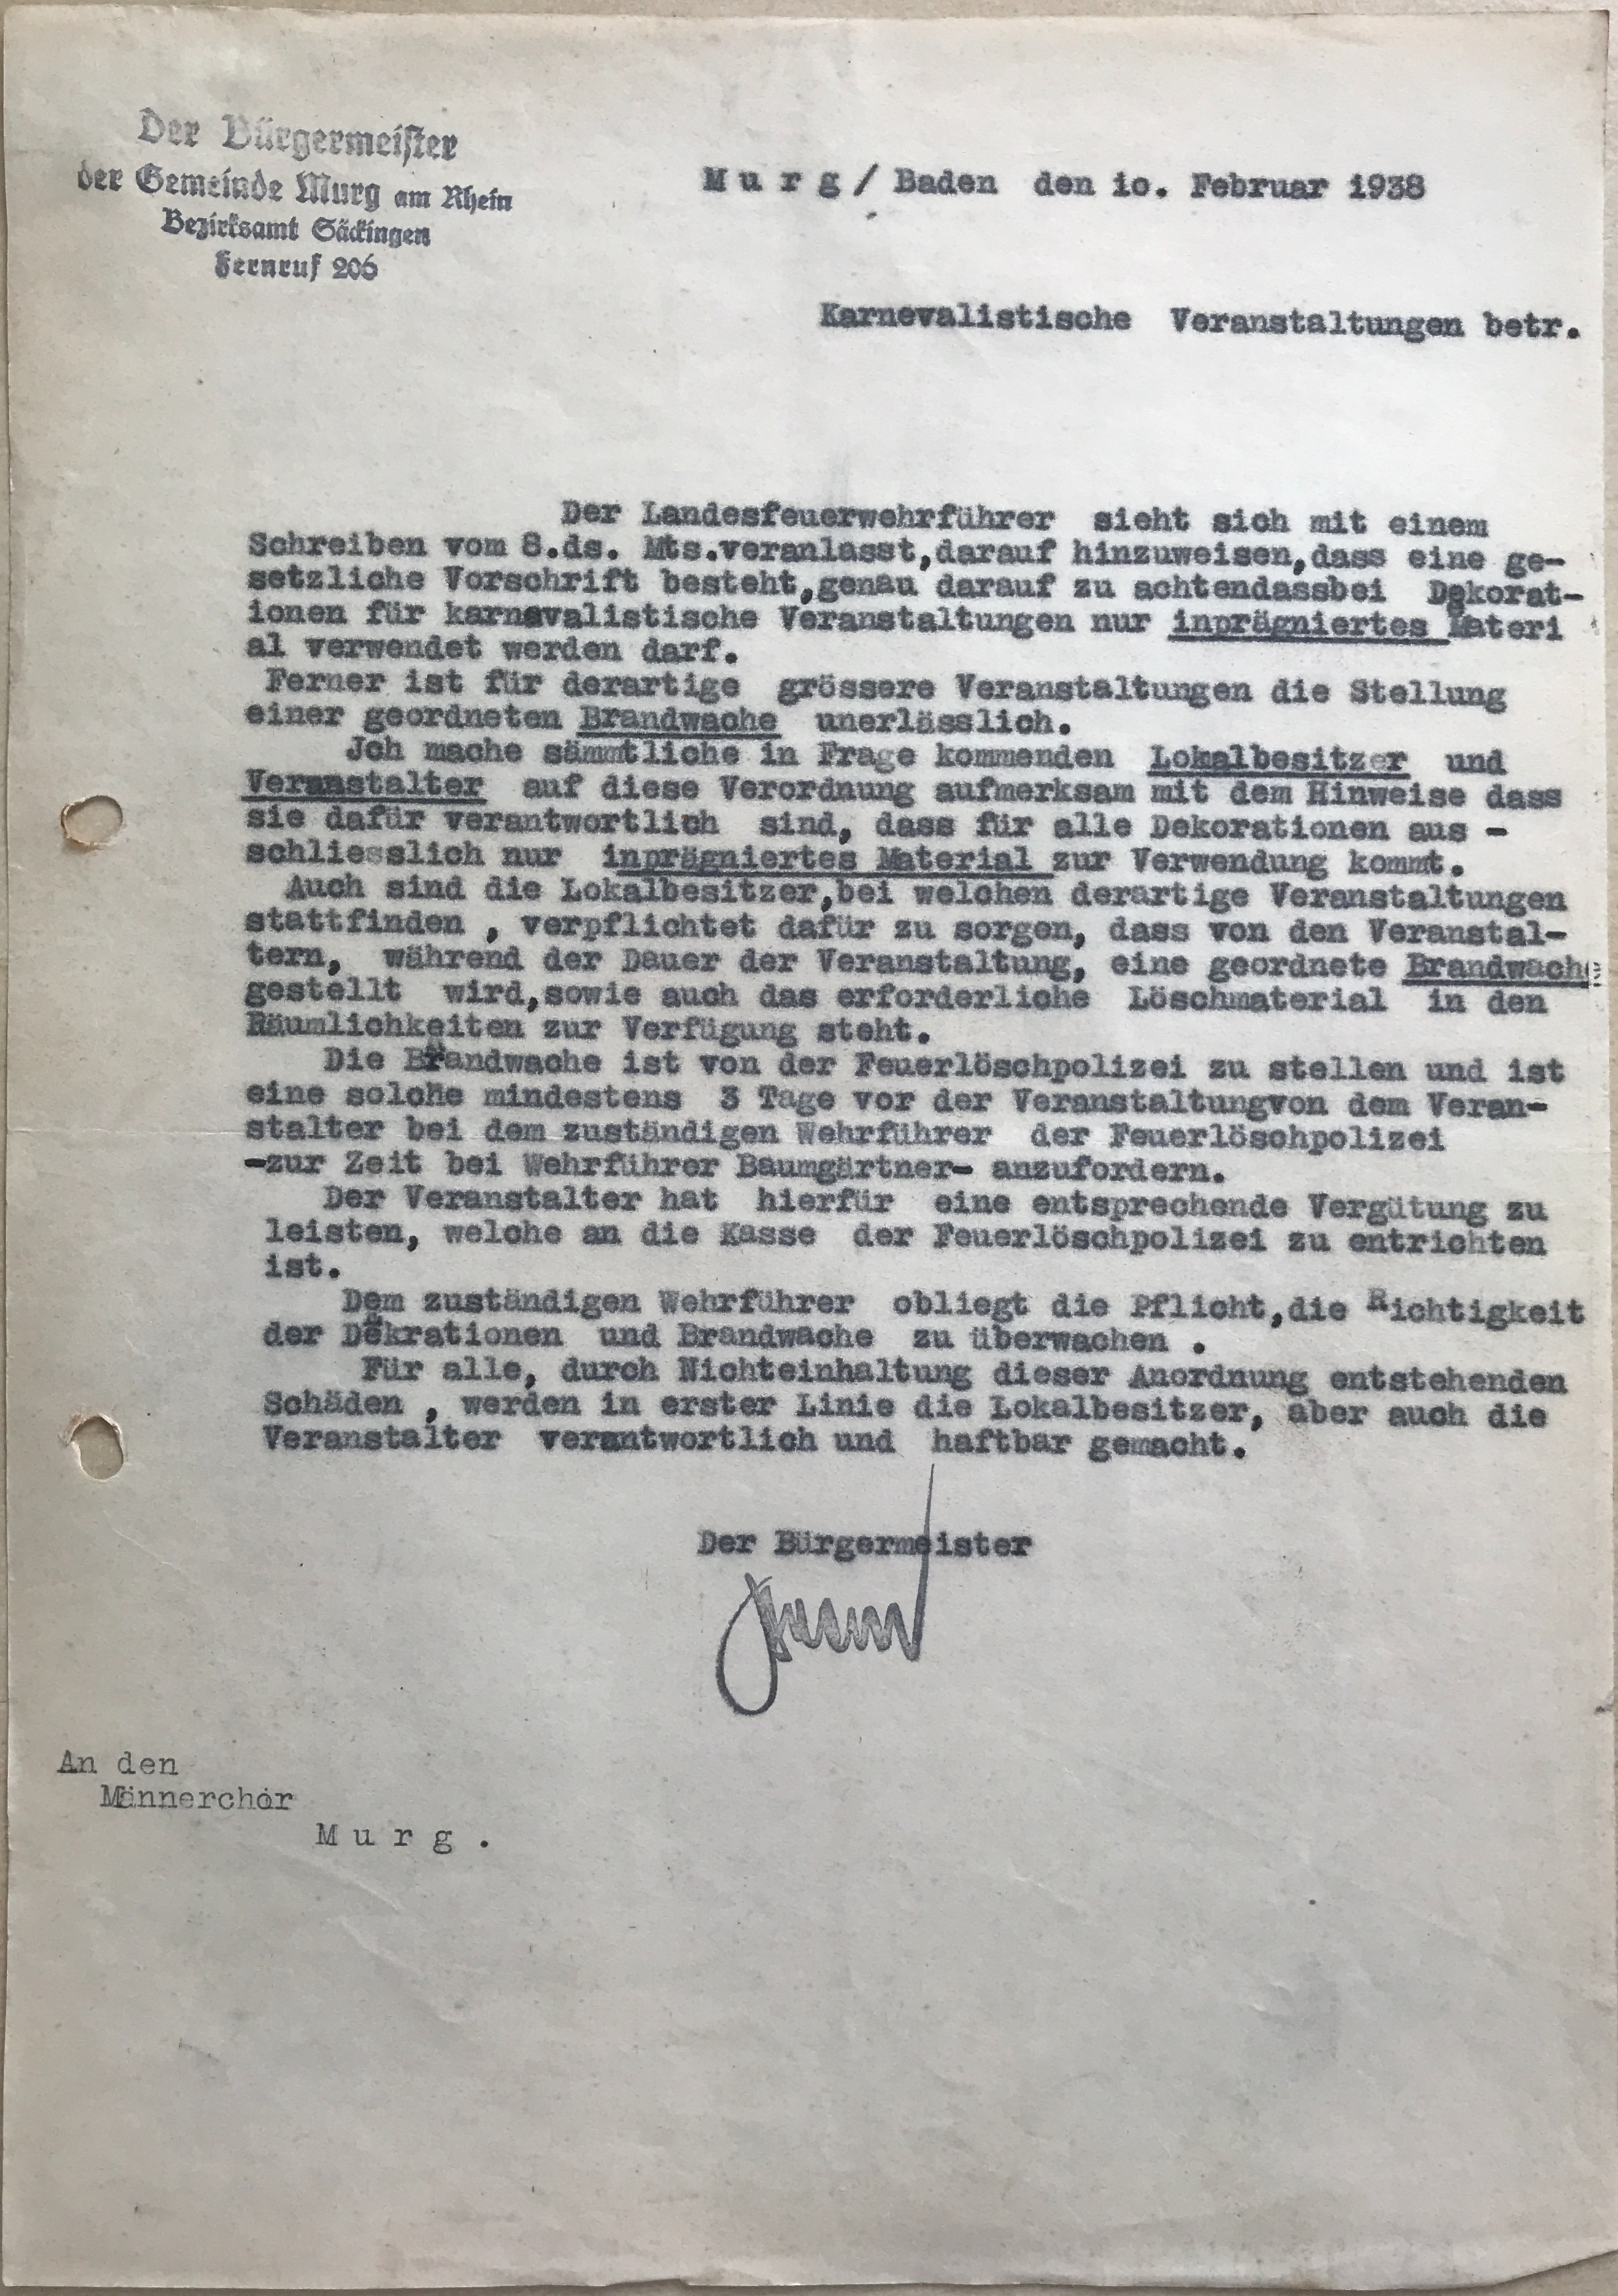 Der Bürgermeister
der Gemeinde Murg am Rhein
Bezirksamt Säckingen
Fernruf 206
M u r g / Baden den 10. Februar 1938
Karnevalistische Veranstaltungen betr.
Der Landesfeuerwehrführer sieht sich mit einem
Schreiben vom 8.ds. Mts.veranlasst,darauf hinzuweisen,dass eine ge-
setzliche Vorschrift besteht,genau darauf zu achtendassbei Dekorat-
ionen für karnevalistische Veranstaltungen nur inprägniertes Materi
al verwendet werden darf.
Ferner ist für derartige grössere Veranstaltungen die Stellung
einer geordneten Brandwache unerlässlich.
Jch mache sämmtliche in Frage kommenden Lokalbesitzer und
Veranstalter auf diese Verordnung aufmerksam mit dem Hinweise dass
sie dafür verantwortlich sind, dass für alle Dekorationen aus -
schliesslich nur inprägniertes Material zur Verwendung kommt.
Auch sind die Lokalbesitzer,bei welchen derartige Veranstaltungen
stattfinden , verpflichtet dafür zu sorgen, dass von den Veranstal-
tern, während der Dauer der Veranstaltung, eine geordnete Brandwache
gestellt wird,sowie auch das erforderliche Löschmaterial in den
Räumlichkeiten zur Verfügung steht.
Die Brandwache ist von der Feuerlöschpolizei zu stellen und ist
eine solche mindestens 3 Tage vor der Veranstaltungvon dem Veran-
stalter bei dem zuständigen Wehrführer der Feuerlöschpolizei
-zur Zeit bei Wehrführer Baumgärtner- anzufordern.
Der Veranstalter hat hierfür eine entsprechende Vergütung zu
leisten, welche an die Kasse der Feuerlöschpolizei zu entrichten
ist.
Dem zuständigen Wehrführer obliegt die Pflicht,die Richtigkeit
der Dekrationen und Brandwache zu überwachen .
Für alle, durch Nichteinhaltung dieser Anordnung entstehenden
Schäden , werden in erster Linie die Lokalbesitzer, aber auch die
Veranstalter verantwortlich und haftbar gemacht.
Der Bürgermeister
An den
Männerchor
M u r g .